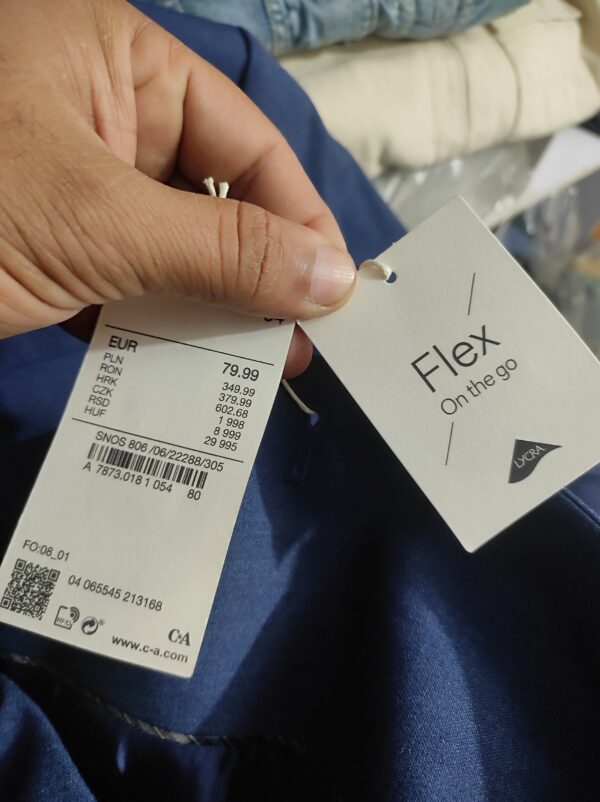 EUR 79.99
PLN 349.99
RON 379.99
HRK 602.68
CZK 1 998
RSD 8 999
HUF 29 995
SNOS 806 /06/22288/305
A 7873.018 1 054 80
FO:08_01
04 065545 213168
RFID
C&A
www.c-a.com
Flex
On the go
LYCRA